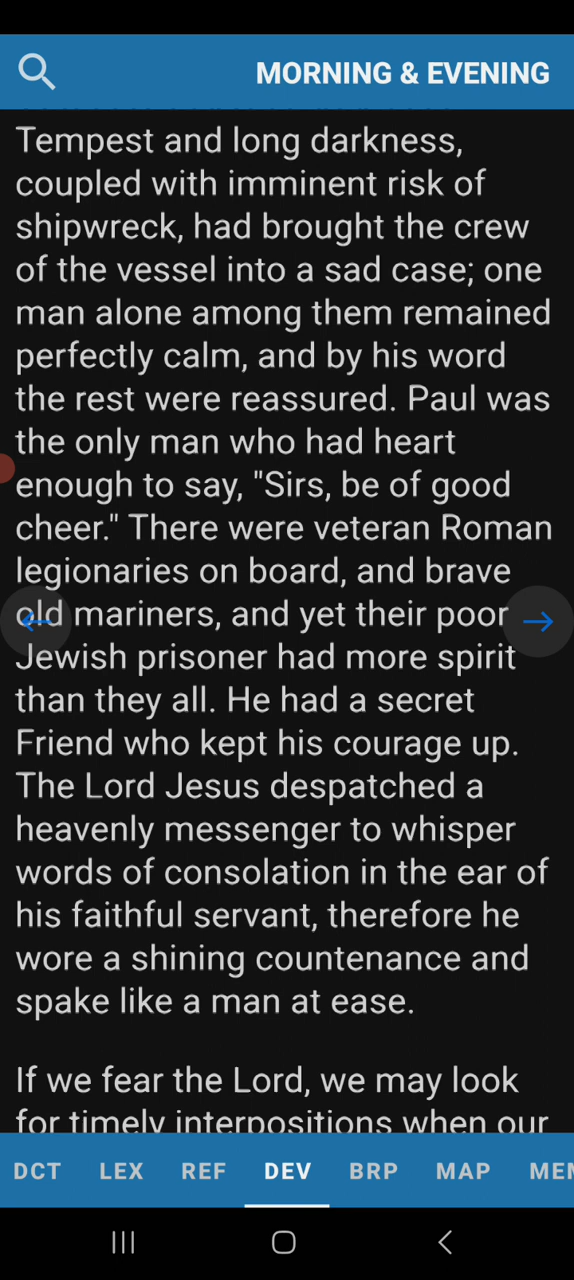 MORNING & EVENING
Tempest and long darkness,
coupled with imminent risk of
shipwreck, had brought the crew
of the vessel into a sad case; one
man alone among them remained
perfectly calm, and by his word
the rest were reassured. Paul was
the only man who had heart
enough to say, "Sirs, be of good
cheer." There were veteran Roman
legionaries on board, and brave
old mariners, and yet their poor
Jewish prisoner had more spirit
than they all. He had a secret
Friend who kept his courage up.
The Lord Jesus despatched a
heavenly messenger to whisper
words of consolation in the ear of
his faithful servant, therefore he
wore a shining countenance and
spake like a man at ease.
If we fear the Lord, we may look
for timely interpositions when our
DCT LEX REF DEV BRP MAP MEM